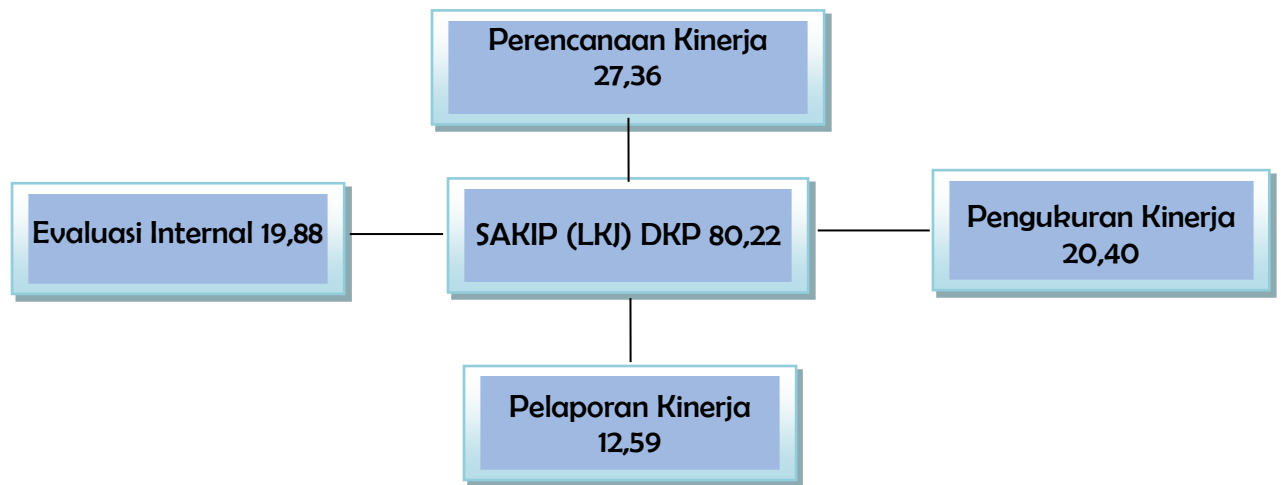 Perencanaan Kinerja
27,36
Evaluasi Internal 19,88
SAKIP (LKJ) DKP 80,22
Pengukuran Kinerja
20,40
Pelaporan Kinerja
12,59